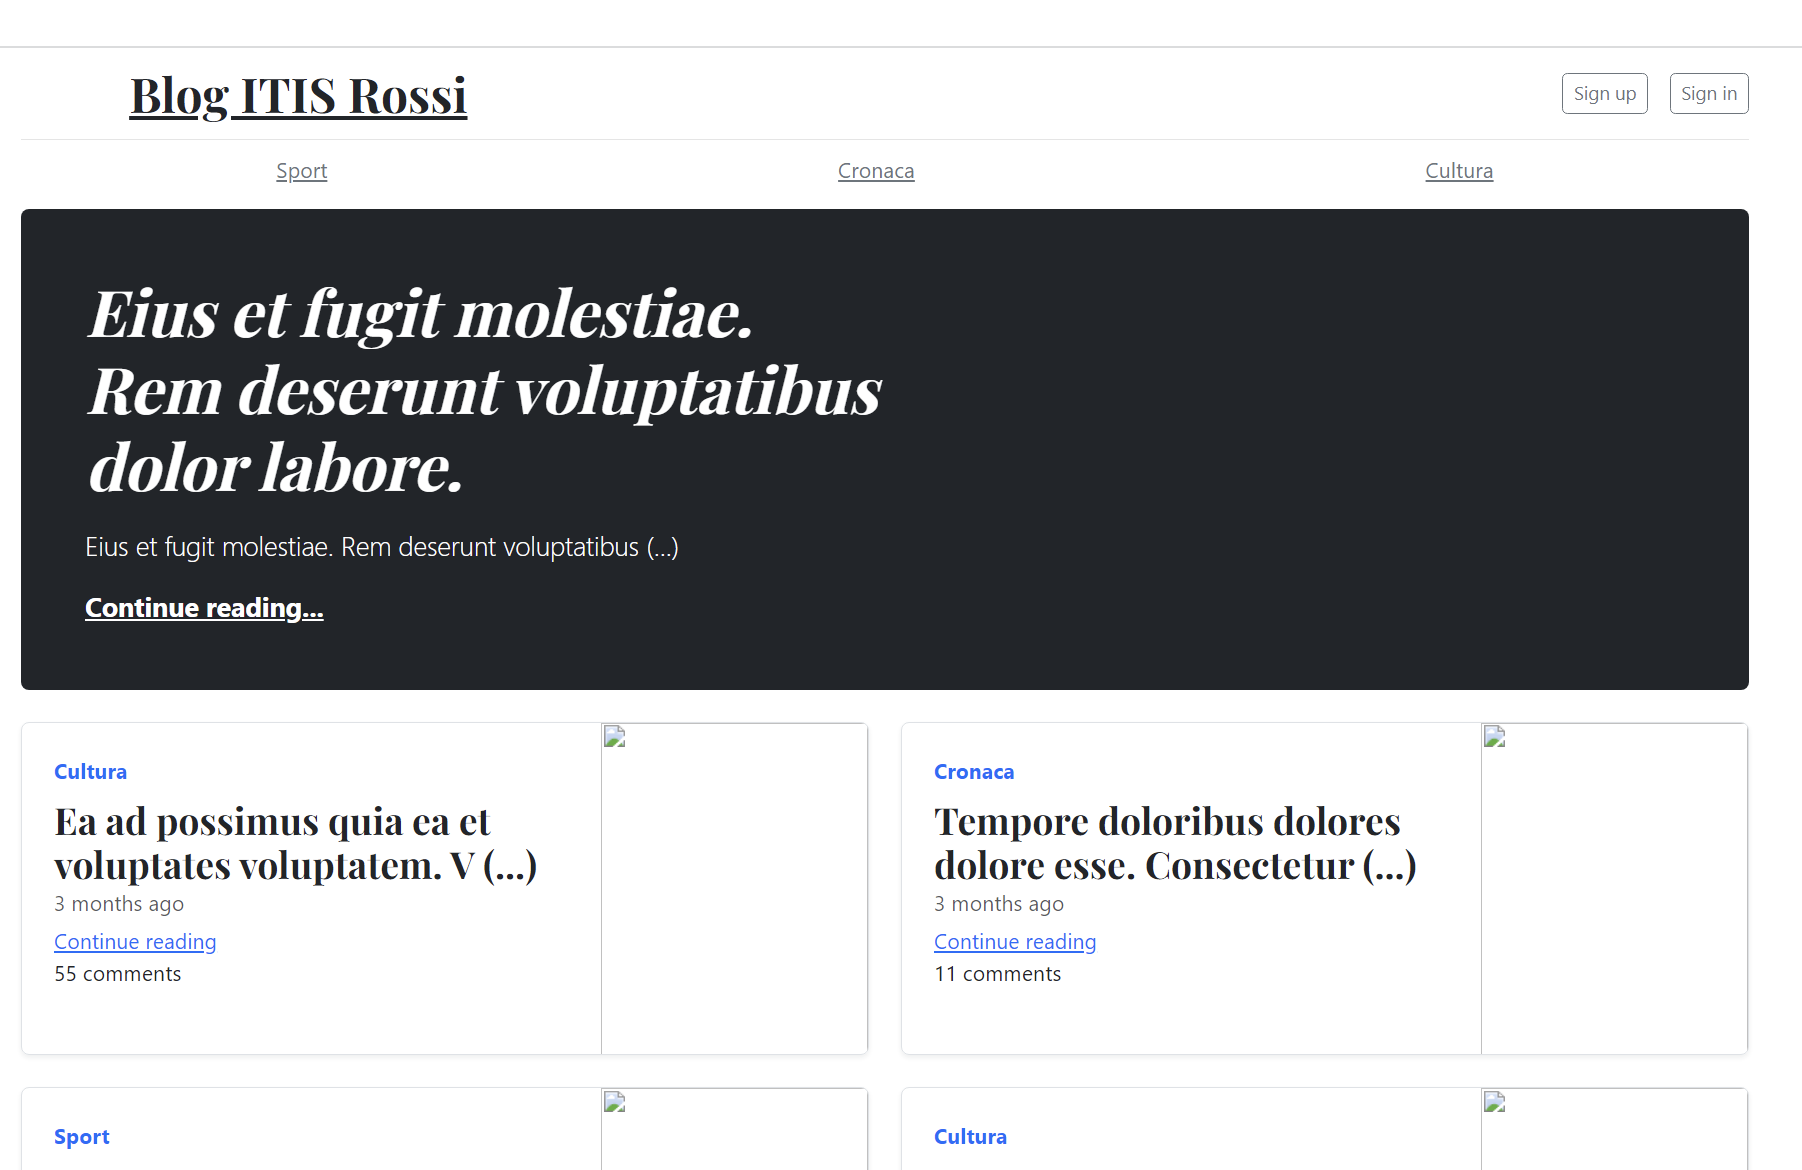 Blog ITIS Rossi
Sign up
Sign in
Sport
Cronaca
Cultura
Eius et fugit molestiae.
Rem deserunt voluptatibus
dolor labore.
Eius et fugit molestiae. Rem deserunt voluptatibus (...)
Continue reading...
Cultura
Ea ad possimus quia ea et
voluptates voluptatem. V (...)
3 months ago
Continue reading
55 comments
Cronaca
Tempore doloribus dolores
dolore esse. Consectetur (...)
3 months ago
Continue reading
11 comments
Sport
Cultura